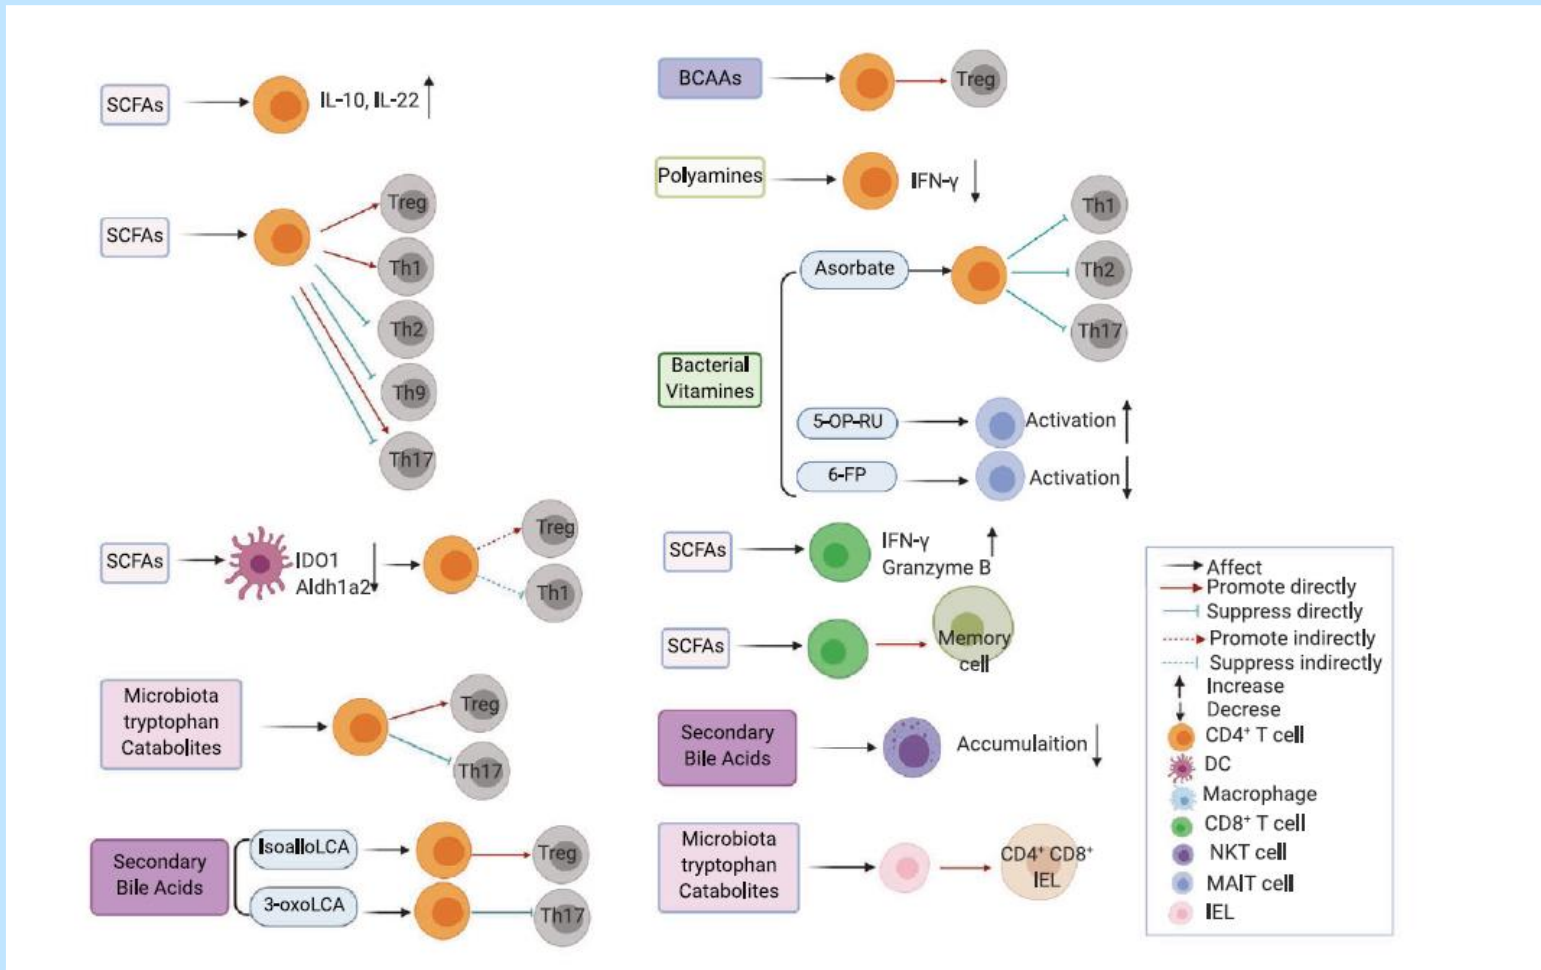 SCFAs
IL-10, IL-22
SCFAs
Treg
Th1
Th2
Th9
Th17
SCFAs
IDO1
Aldh1a2
Treg
Th1
Microbiota
tryptophan
Catabolites
Treg
Th17
Secondary
Bile Acids
IsoalloLCA
Treg
3-oxoLCA
Th17
BCAAs
Treg
Polyamines
IFN-γ
Bacterial
Vitamines
Asorbate
Th1
Th2
Th17
5-OP-RU
Activation
6-FP
Activation
SCFAs
IFN-γ
Granzyme B
SCFAs
Memory
cell
Secondary
Bile Acids
Accumulaition
Microbiota
tryptophan
Catabolites
CD4⁺ CD8⁺
IEL
Affect
Promote directly
Suppress directly
Promote indirectly
Suppress indirectly
Increase
Decrese
CD4⁺ T cell
DC
Macrophage
CD8⁺ T cell
NKT cell
MAIT cell
IEL